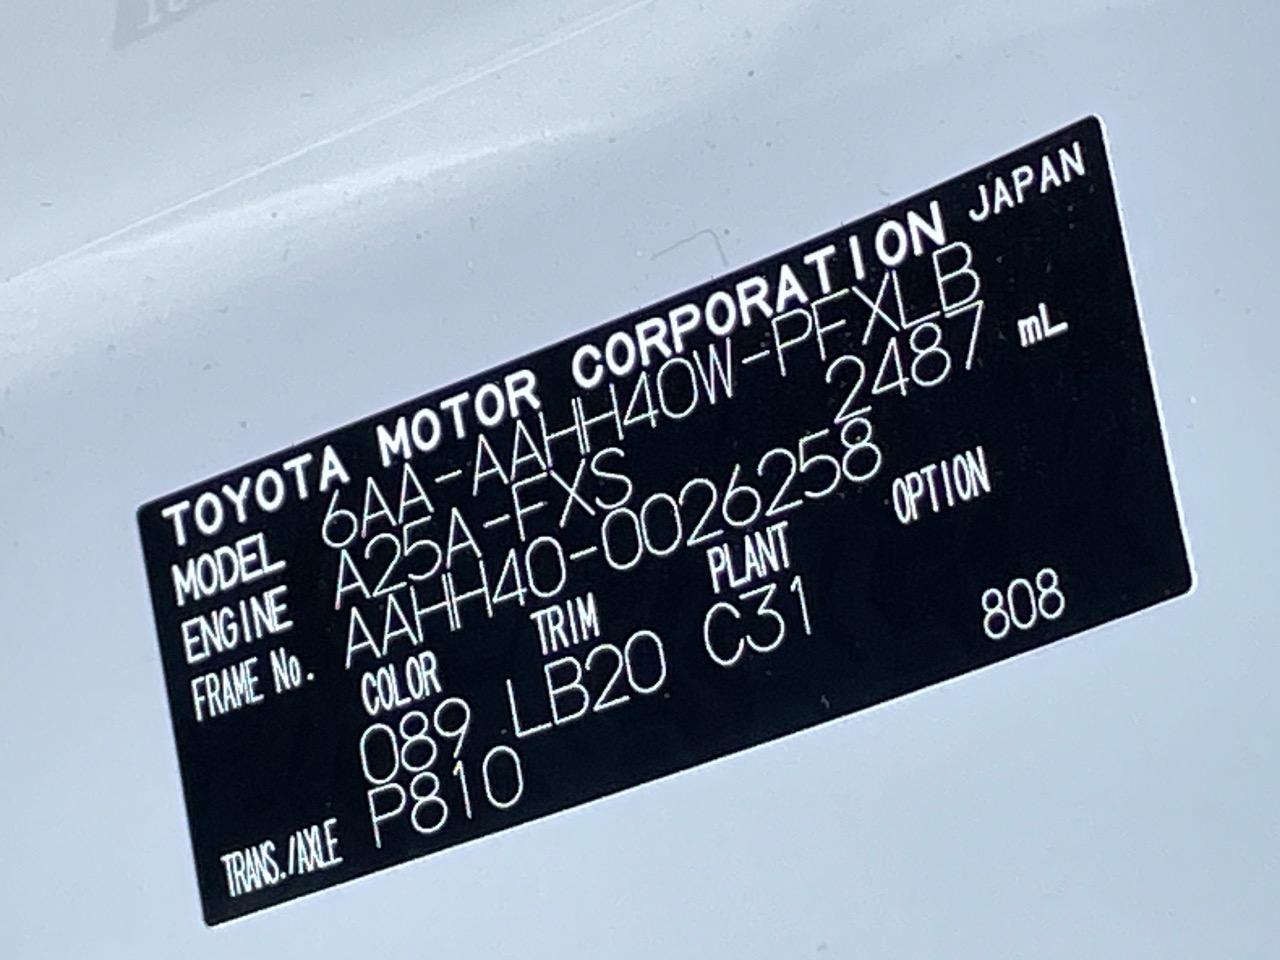 TOYOTA MOTOR CORPORATION JAPAN
MODEL 6AA-AAHH40W-PFXLB
ENGINE A25A-FXS 2487 mL
FRAME No. AAHH40-0026258
COLOR TRIM PLANT OPTION
089 LB20 C31 808
TRANS./AXLE P810